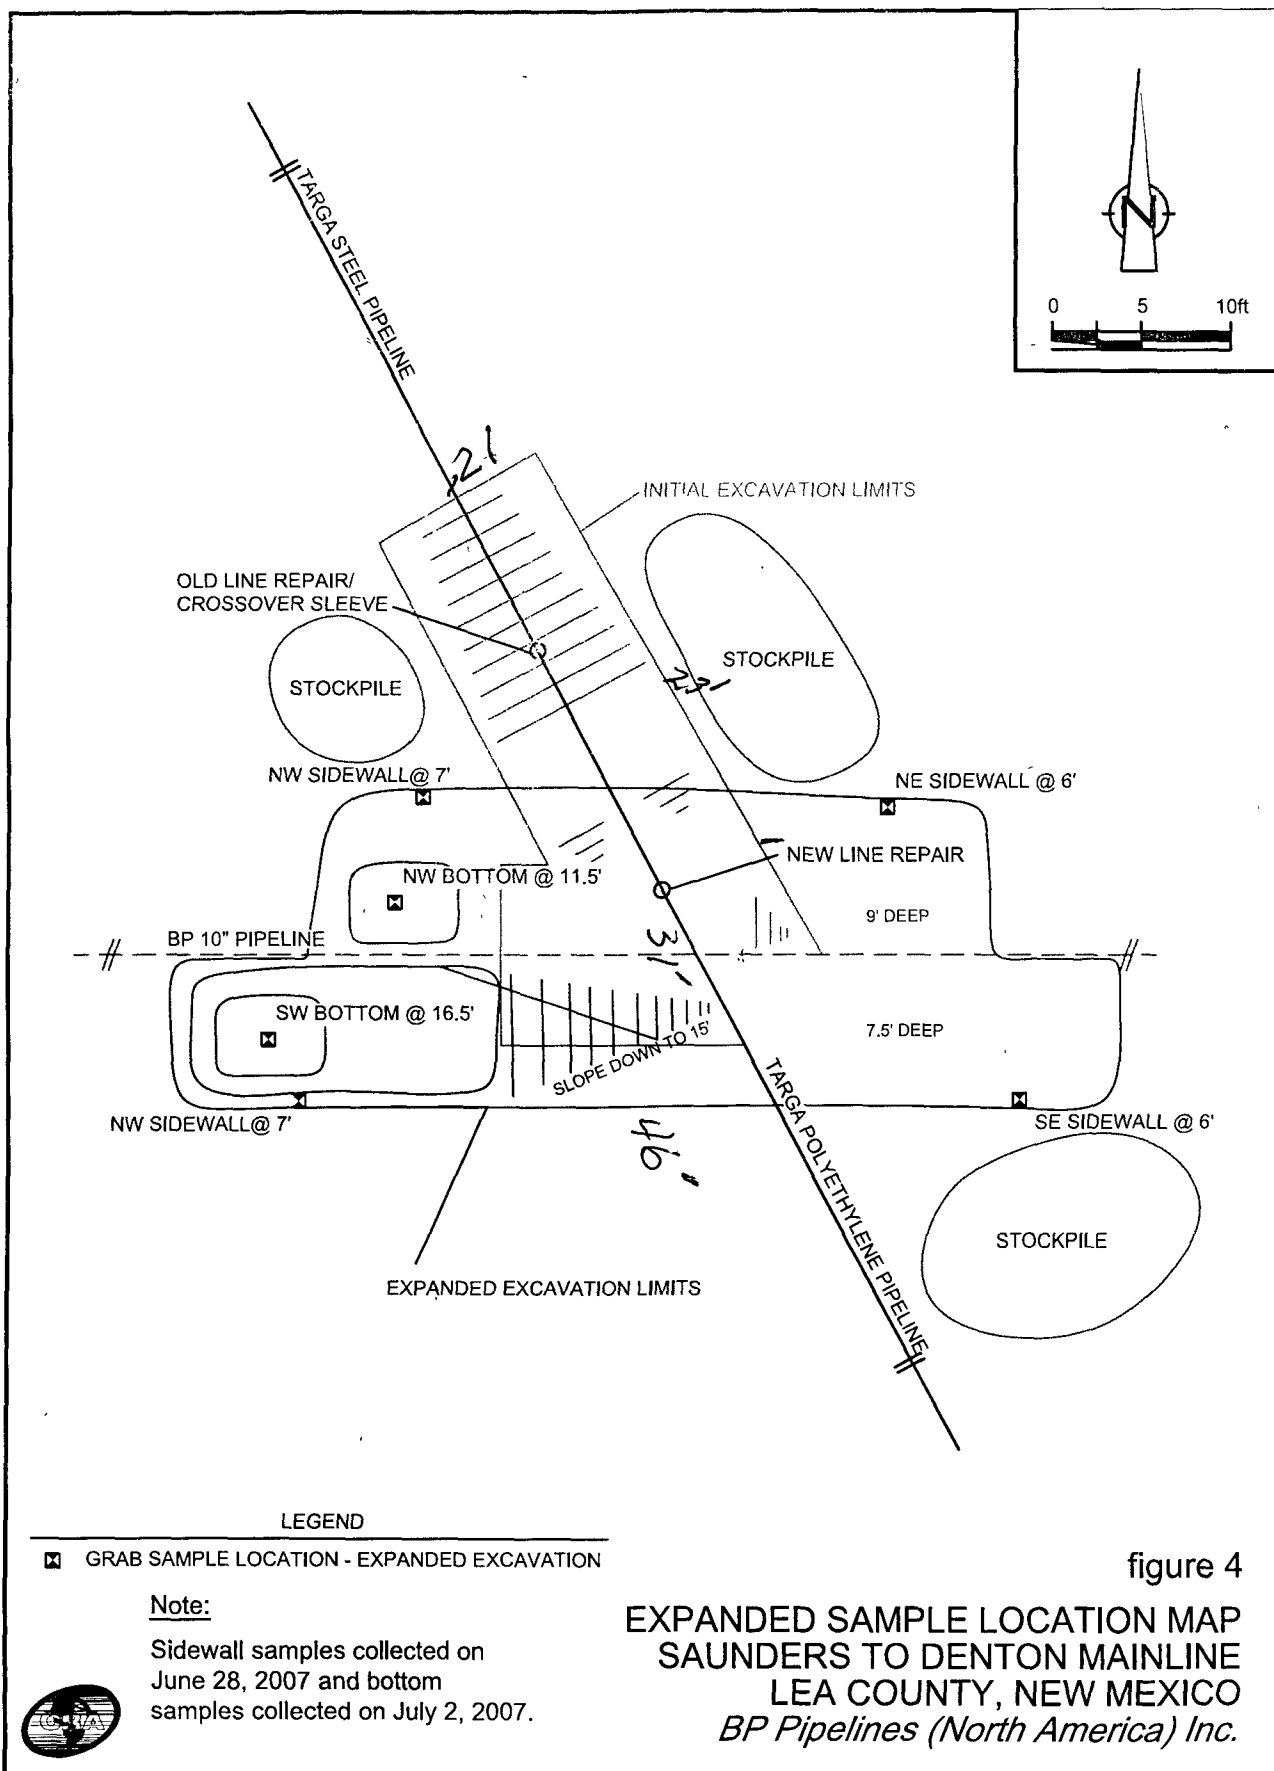 N
0 5 10ft
TARGA STEEL PIPELINE
21
INITIAL EXCAVATION LIMITS
OLD LINE REPAIR/
CROSSOVER SLEEVE
STOCKPILE
STOCKPILE
23'
NW SIDEWALL@ 7'
NE SIDEWALL @ 6'
NEW LINE REPAIR
NW BOTTOM @ 11.5'
9' DEEP
BP 10" PIPELINE
31'
SW BOTTOM @ 16.5'
7.5' DEEP
SLOPE DOWN TO 15'
TARGA POLYETHYLENE PIPELINE
NW SIDEWALL@ 7'
SE SIDEWALL @ 6'
46"
STOCKPILE
EXPANDED EXCAVATION LIMITS
LEGEND
GRAB SAMPLE LOCATION - EXPANDED EXCAVATION
Note:
Sidewall samples collected on
June 28, 2007 and bottom
samples collected on July 2, 2007.
CRA
figure 4
EXPANDED SAMPLE LOCATION MAP
SAUNDERS TO DENTON MAINLINE
LEA COUNTY, NEW MEXICO
BP Pipelines (North America) Inc.